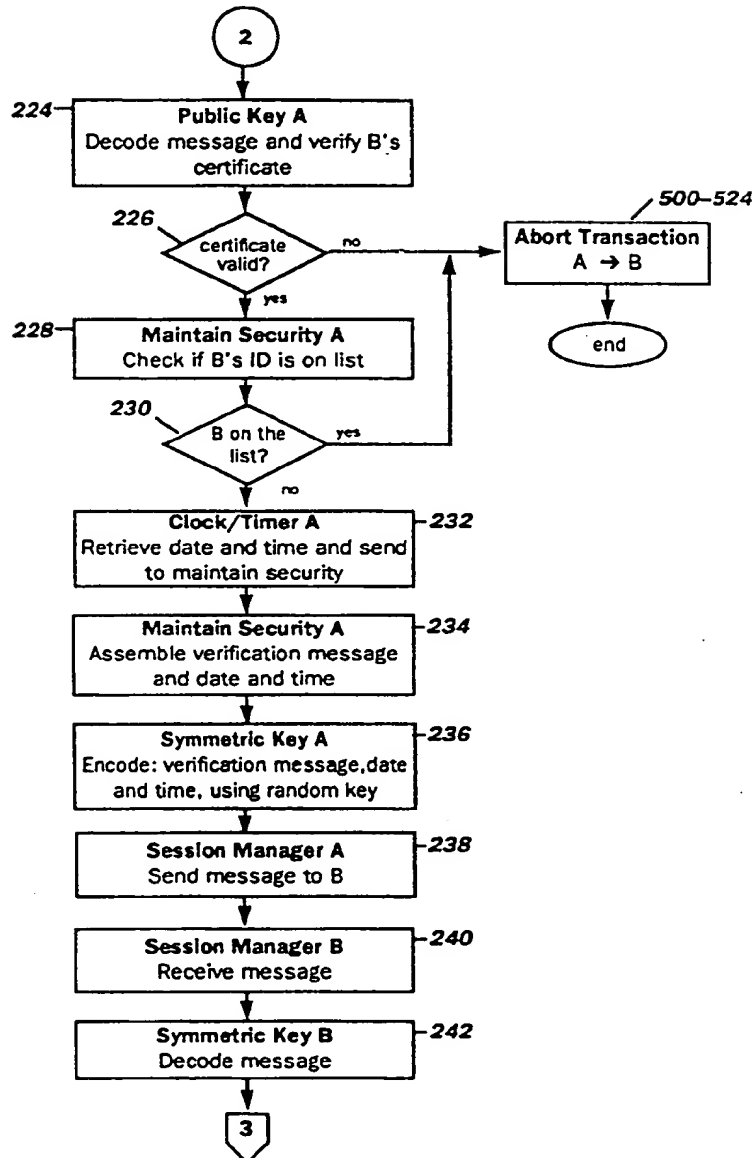 2
224
Public Key A
Decode message and verify B's
certificate
226
certificate
valid?
no
yes
500-524
Abort Transaction
A → B
end
228
Maintain Security A
Check if B's ID is on list
230
B on the
list?
yes
no
Clock/Timer A
Retrieve date and time and send
to maintain security
232
Maintain Security A
Assemble verification message
and date and time
234
Symmetric Key A
Encode: verification message,date
and time, using random key
236
Session Manager A
Send message to B
238
Session Manager B
Receive message
240
Symmetric Key B
Decode message
242
3